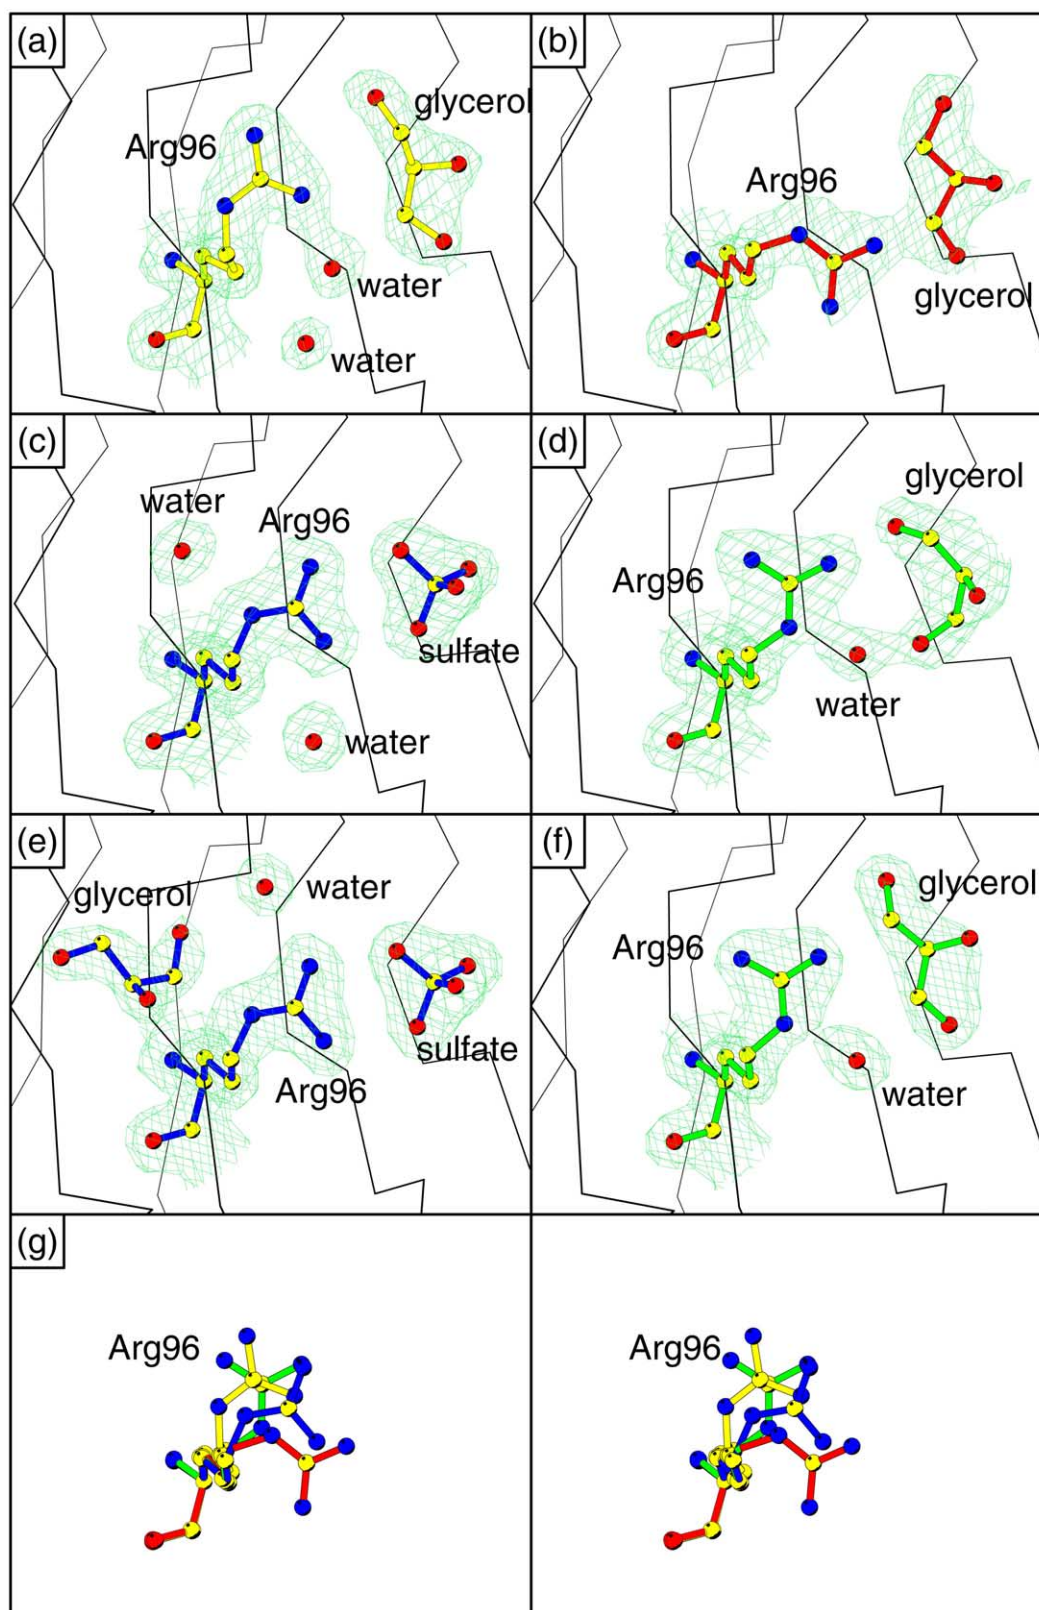 (a)
glycerol
Arg96
water
water
(b)
Arg96
glycerol
(c)
water
Arg96
sulfate
water
(d)
glycerol
Arg96
water
(e)
glycerol
water
sulfate
Arg96
(f)
glycerol
Arg96
water
(g)
Arg96
Arg96